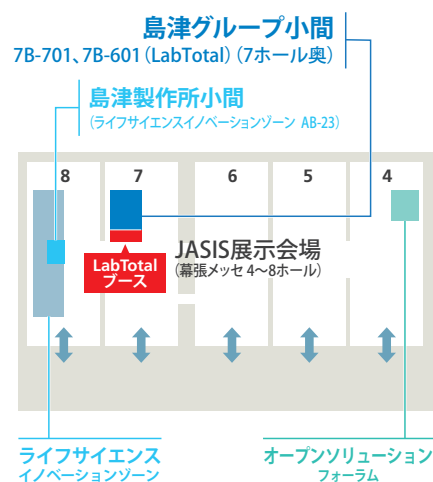 島津グループ小間
7B-701、7B-601（LabTotal）（7ホール奥）
島津製作所小間
（ライフサイエンスイノベーションゾーン AB-23）
8 7 6 5 4
LabTotal
ブース
JASIS展示会場
（幕張メッセ 4〜8ホール）
ライフサイエンス
イノベーションゾーン
オープンソリューション
フォーラム